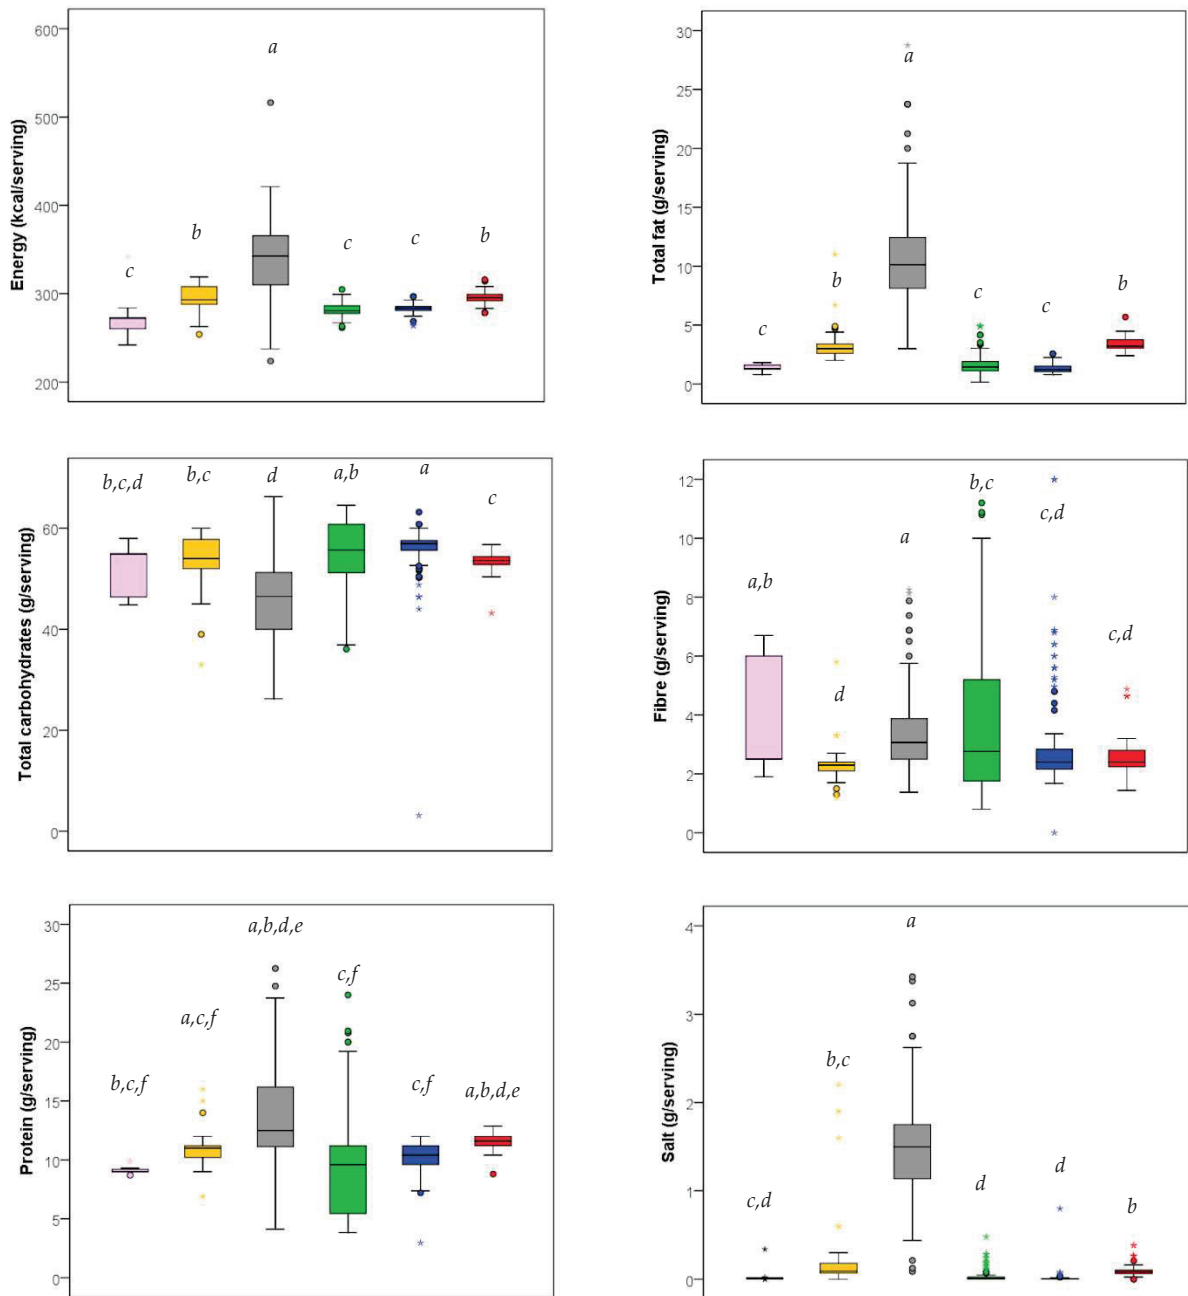 Energy (kcal/serving)
600
500
400
300
200
c
b
a
c
c
b
Total fat (g/serving)
30
25
20
15
10
5
0
c
b
a
c
c
b
Total carbohydrates (g/serving)
60
40
20
0
b,c,d
b,c
d
a,b
a
c
Fibre (g/serving)
12
10
8
6
4
2
0
a,b
d
a
b,c
c,d
c,d
Protein (g/serving)
30
25
20
15
10
5
0
b,c,f
a,c,f
a,b,d,e
c,f
c,f
a,b,d,e
Salt (g/serving)
4
3
2
1
0
c,d
b,c
a
d
d
b